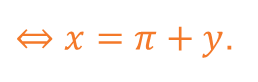 ⇔ x = π + y.